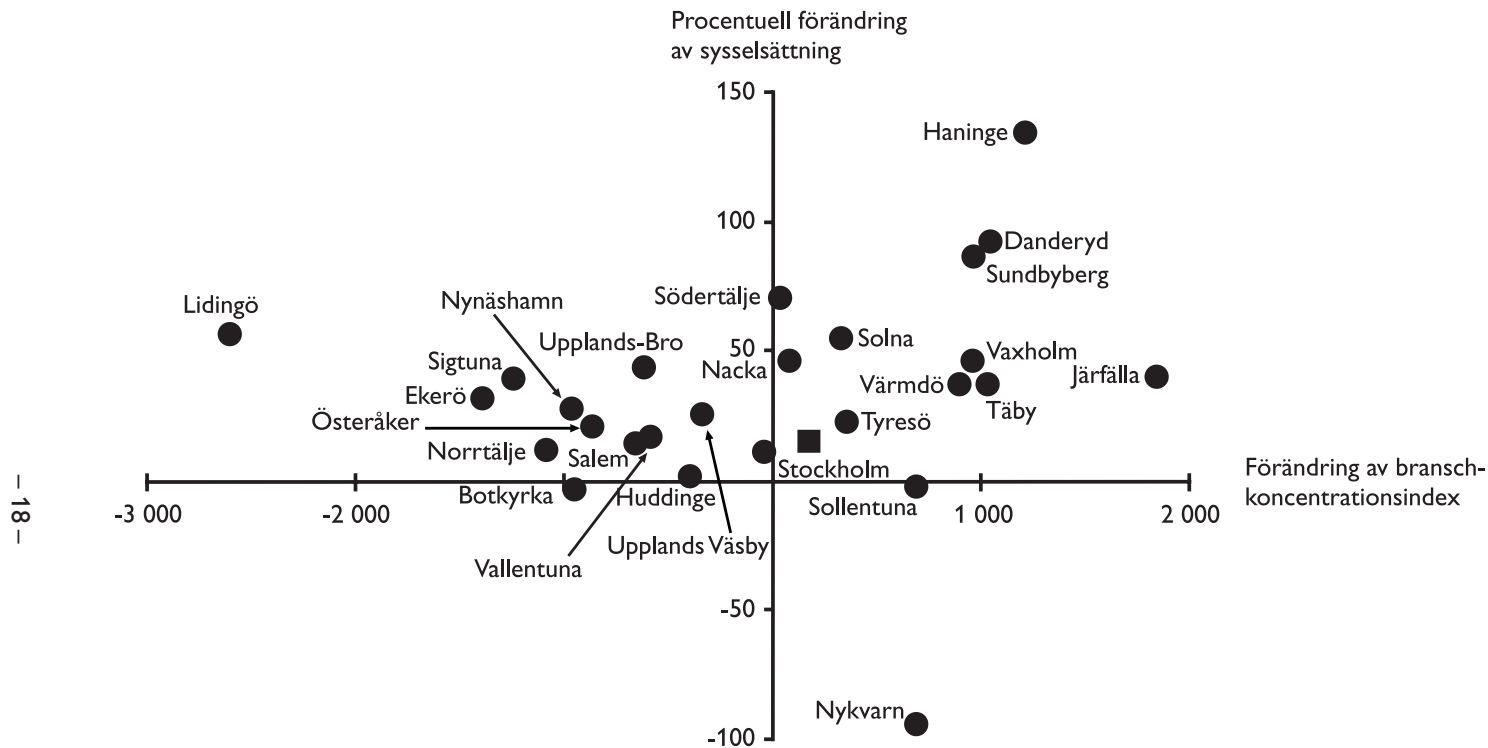 Procentuell förändring
av sysselsättning
150
Haninge
100
Danderyd
Sundbyberg
Södertälje
Nynäshamn
Lidingö
Upplands-Bro
Solna
50
Vaxholm
Sigtuna
Nacka
Järfälla
Värmdö
Ekerö
Täby
Österåker
Tyresö
Norrtälje
Salem
Stockholm
Förändring av bransch-
koncentrationsindex
Botkyrka
Huddinge
Sollentuna
-3 000
-2 000
1 000
2 000
Upplands Väsby
Vallentuna
-50
Nykvarn
-100
– 18 –